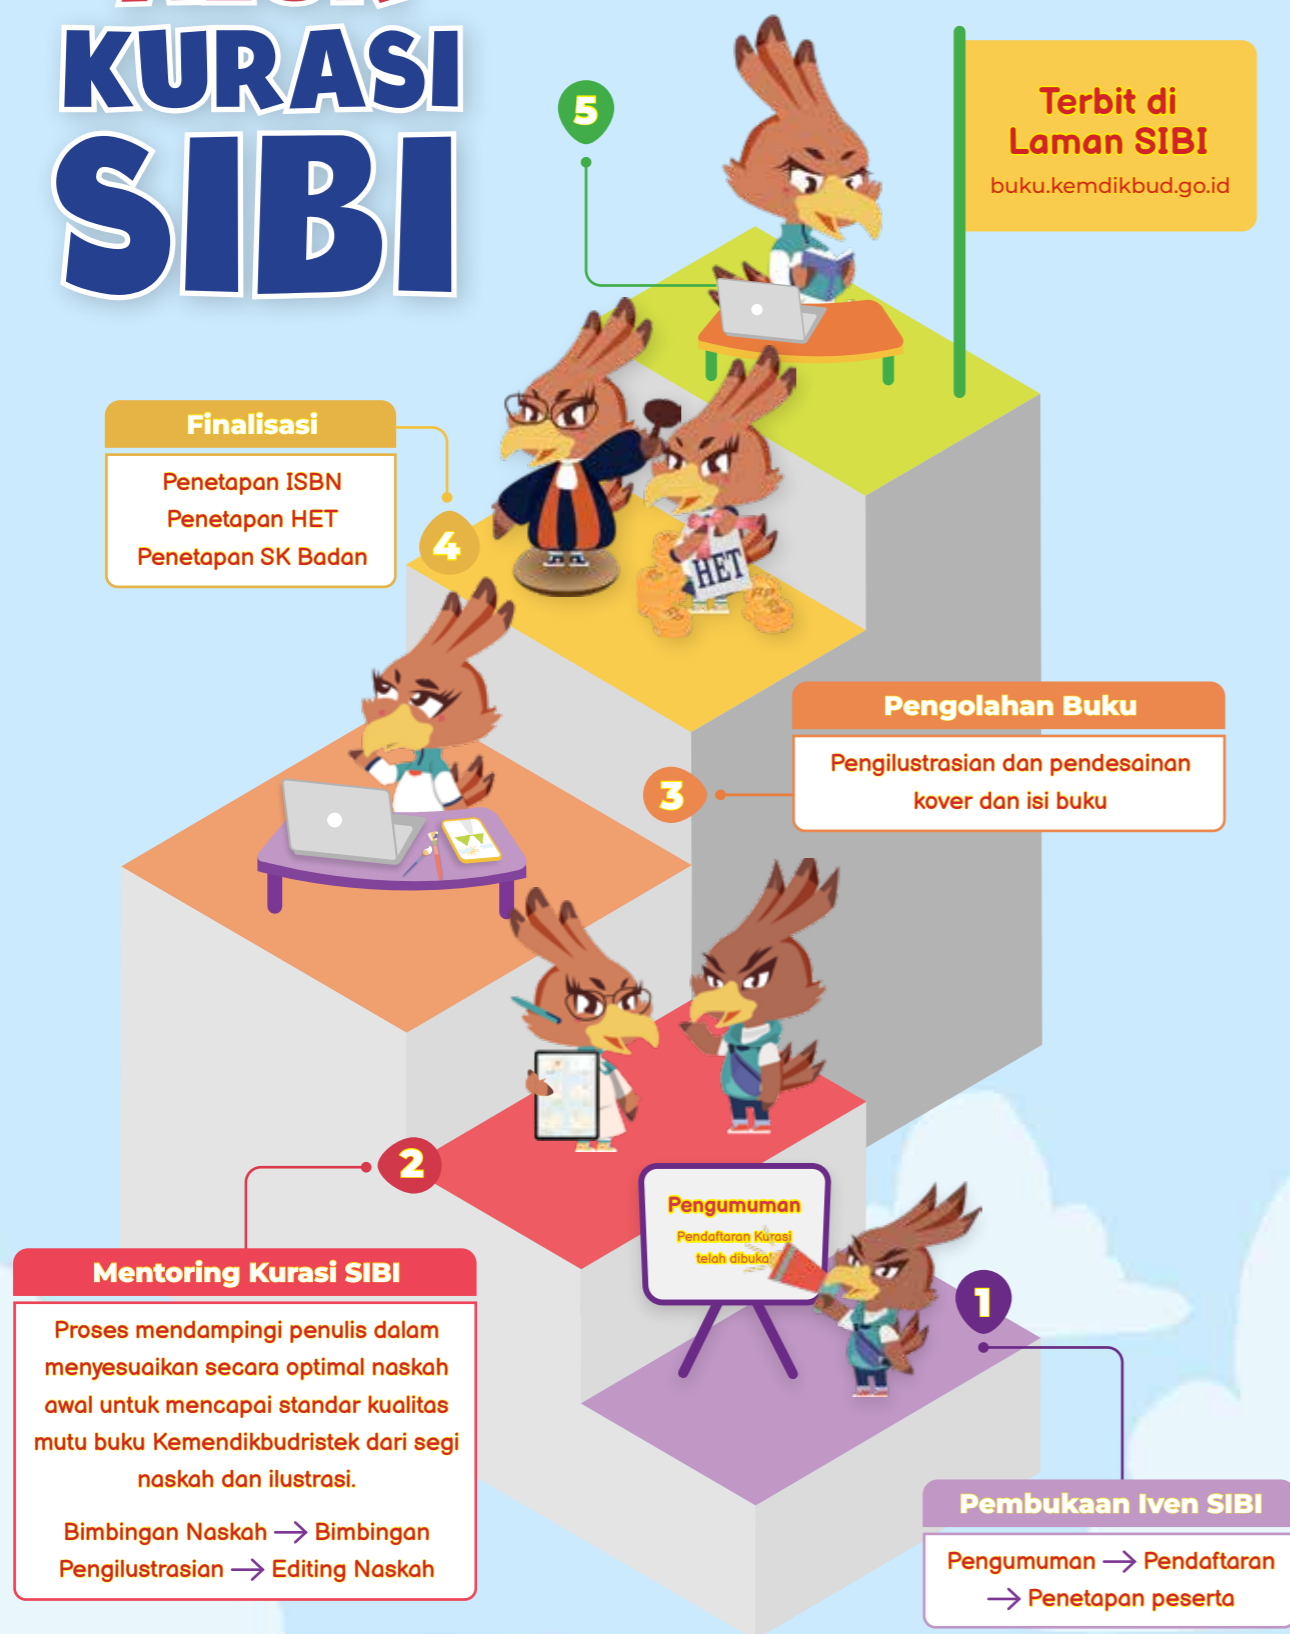 KURASI
SIBI
5
Terbit di
Laman SIBI
buku.kemdikbud.go.id
Finalisasi
Penetapan ISBN
Penetapan HET
Penetapan SK Badan
4
HET
Pengolahan Buku
Pengilustrasian dan pendesainan
kover dan isi buku
3
2
Mentoring Kurasi SIBI
Proses mendampingi penulis dalam
menyesuaikan secara optimal naskah
awal untuk mencapai standar kualitas
mutu buku Kemendikbudristek dari segi
naskah dan ilustrasi.
Bimbingan Naskah → Bimbingan
Pengilustrasian → Editing Naskah
Pengumuman
Pendaftaran Kurasi
telah dibuka!
1
Pembukaan Iven SIBI
Pengumuman → Pendaftaran
→ Penetapan peserta